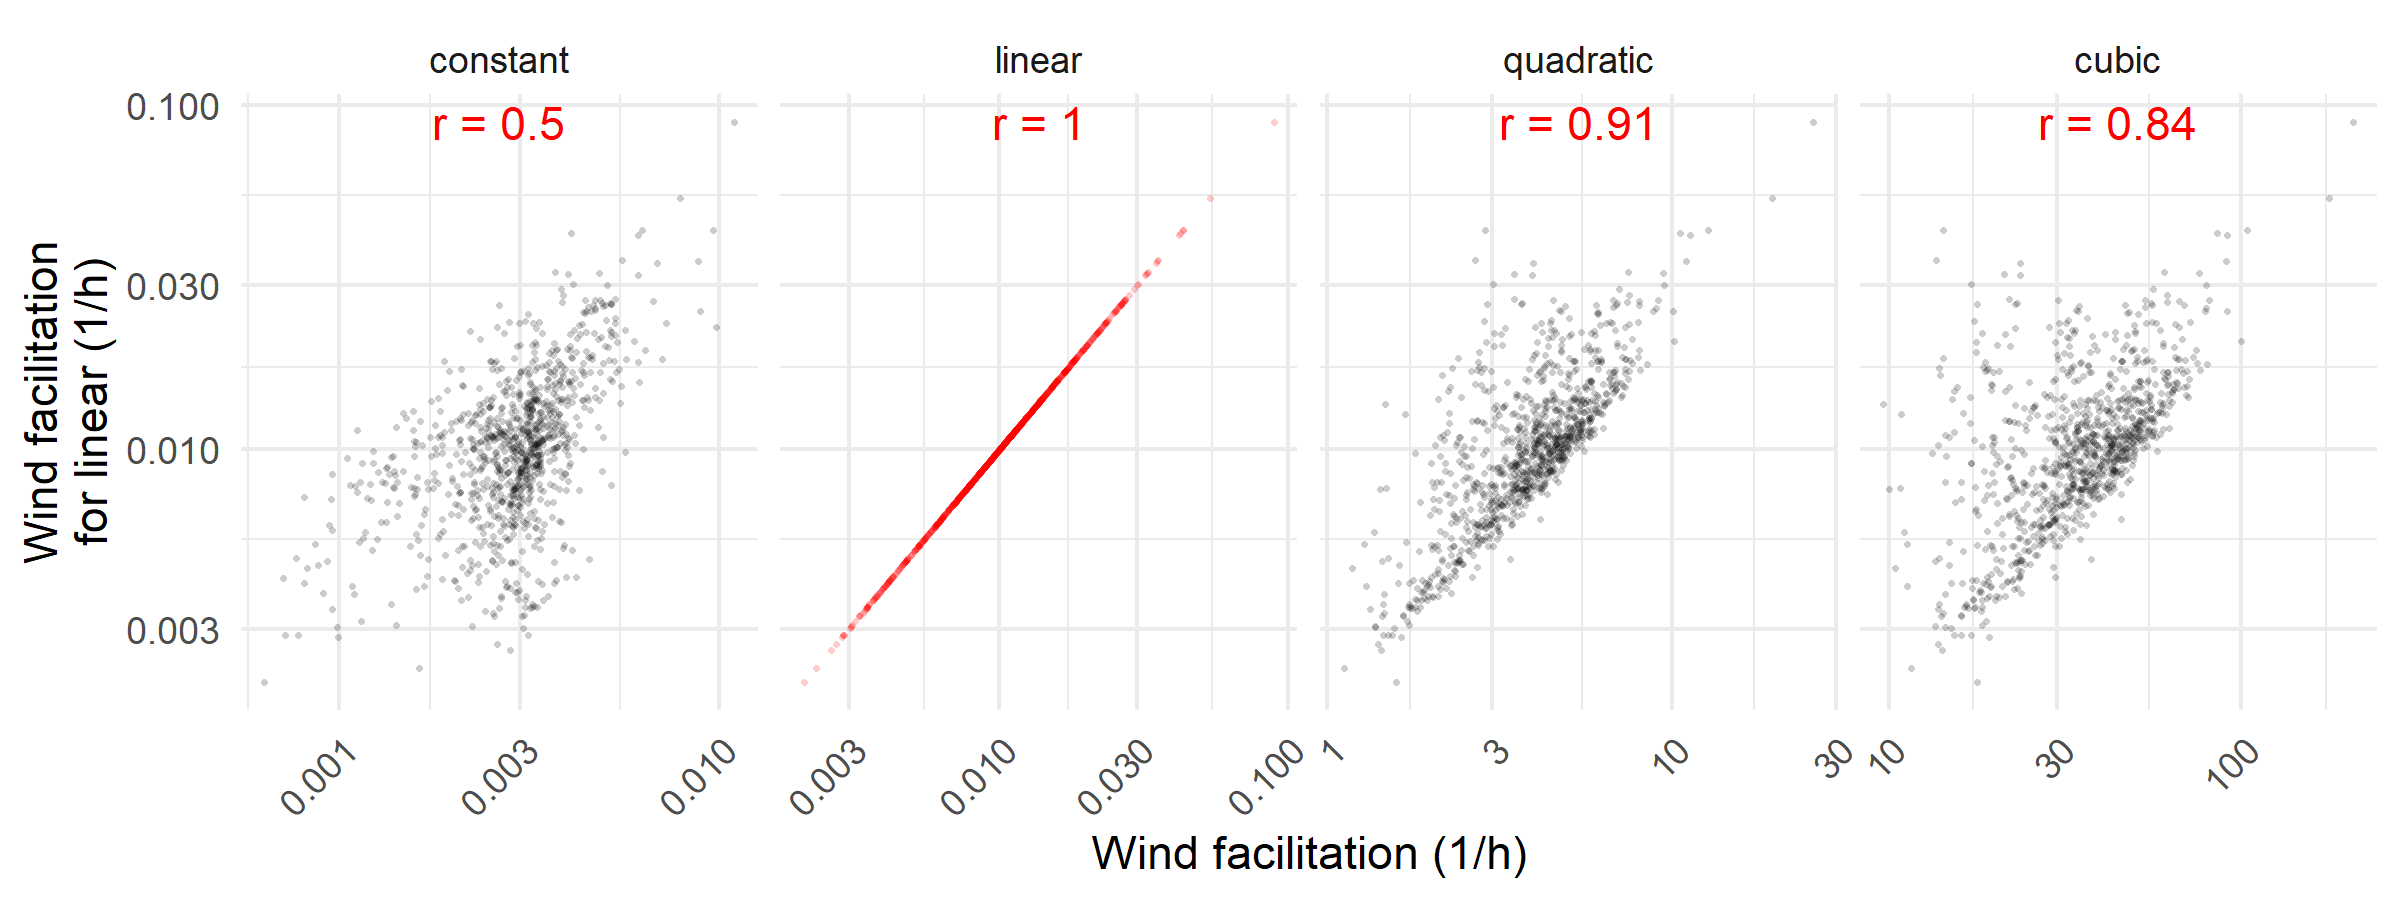 constant
linear
quadratic
cubic
r = 0.5
r = 1
r = 0.91
r = 0.84
Wind facilitation
for linear (1/h)
0.100
0.030
0.010
0.003
0.001
0.003
0.010
0.003
0.010
0.030
0.100
1
3
10
30
10
30
100
Wind facilitation (1/h)